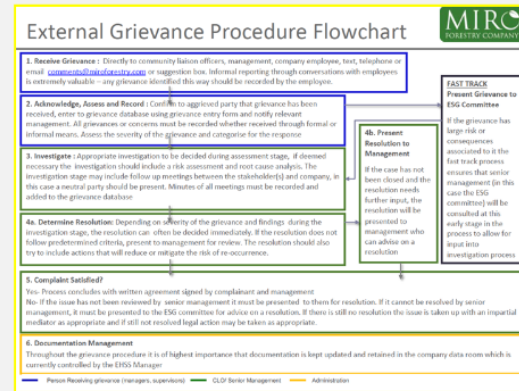 External Grievance Procedure Flowchart
MIRO
FORESTRY COMPANY
1. Receive Grievance : Directly to community liaison officers, management, company employee, text, telephone or
email comments@miroforestry.com or suggestion box. Informal reporting through conversations with employees
is extremely valuable – any grievance identified this way should be recorded by the employee.
2. Acknowledge, Assess and Record : Any Confirm to aggrieved party that grievance has been
received, enter to grievance database using grievance entry form and notify relevant
management. All grievances or concerns must be recorded whether received through formal or
informal means. Assess the severity of the grievance and categorise for the response
3. Investigate : Appropriate investigation to be decided during assessment stage, if deemed
necessary the investigation should include a risk assessment and root cause analysis. The
investigation stage may include follow up meetings between the stakeholder(s) and company, in
this case a neutral party should be present. Minutes of all meetings must be recorded and
added to the grievance database
4a. Determine Resolution: Depending on severity of the grievance and findings during the
investigation stage, the resolution can often be decided immediately. If the resolution does not
follow predetermined criteria, present to management for review. The resolution should also
try to include actions that will reduce or mitigate the risk of re-occurrence.
4b. Present
Resolution to
Management
If the case has not
been closed and the
resolution needs
further input, the
resolution will be
presented to
management who
can advise on a
resolution
FAST TRACK
Present Grievance to
ESG Committee
If the grievance has
large risk or
consequences
associated to it the
fast track process
ensures that senior
management (in this
case the ESG
committee) will be
consulted at this
early stage in the
process to allow for
input into
investigation process
5. Complaint Satisfied?
Yes- Process concludes with written agreement signed by complainant and management
No- If the issue has not been reviewed by senior management it must be presented to them for resolution. If it cannot be resolved by senior
management, it must be presented to the ESG committee for advice on a resolution. If there is still no resolution the issue is taken up with an impartial
mediator as appropriate and if still not resolved legal action may be taken as appropriate.
6. Documentation Management
Throughout the grievance procedure it is of highest importance that documentation is kept updated and retained in the company data room which is
currently controlled by the EHSS Manager
Person Receiving grievance (managers, supervisors)
CLO/ Senior Management
Administration